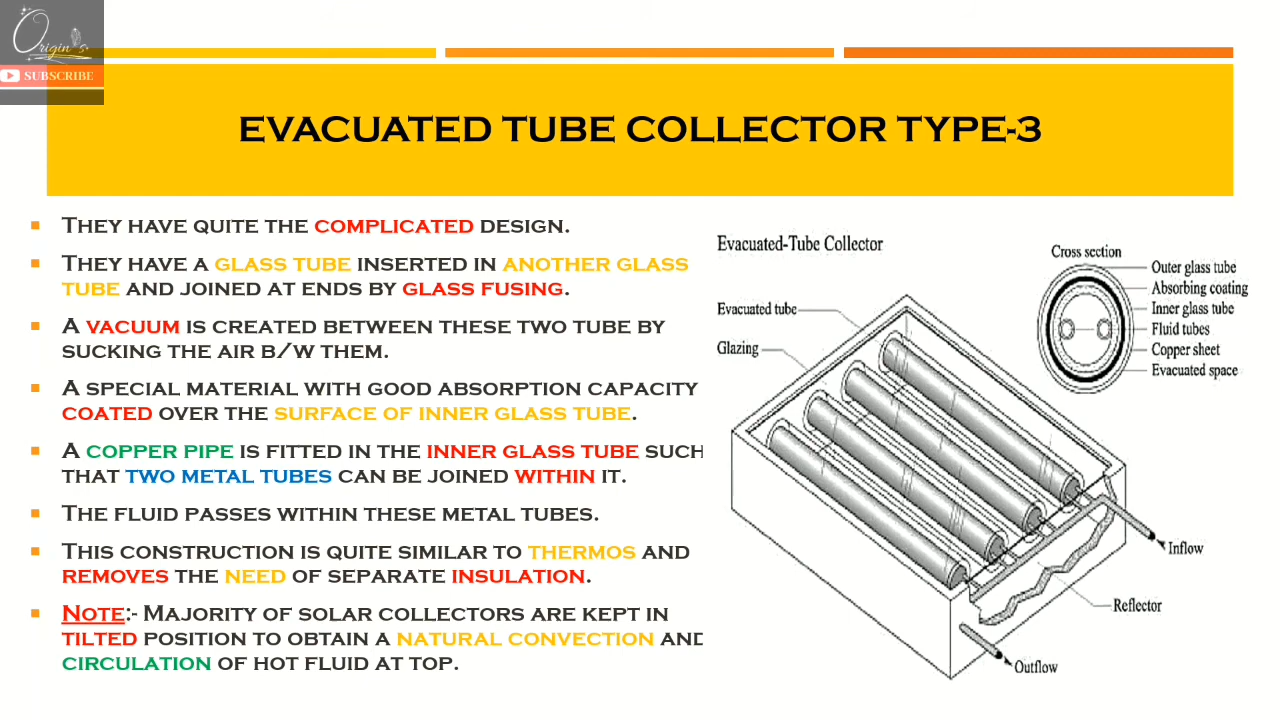 Origin's
SUBSCRIBE
EVACUATED TUBE COLLECTOR TYPE-3
They have quite the complicated design.
They have a glass tube inserted in another glass
tube and joined at ends by glass fusing.
A vacuum is created between these two tube by
sucking the air b/w them.
A special material with good absorption capacity
coated over the surface of inner glass tube.
A copper pipe is fitted in the inner glass tube such
that two metal tubes can be joined within it.
The fluid passes within these metal tubes.
This construction is quite similar to thermos and
removes the need of separate insulation.
Note:- Majority of solar collectors are kept in
tilted position to obtain a natural convection and
circulation of hot fluid at top.
Evacuated-Tube Collector
Cross section
Outer glass tube
Absorbing coating
Inner glass tube
Fluid tubes
Copper sheet
Evacuated space
Evacuated tube
Glazing
Inflow
Reflector
Outflow